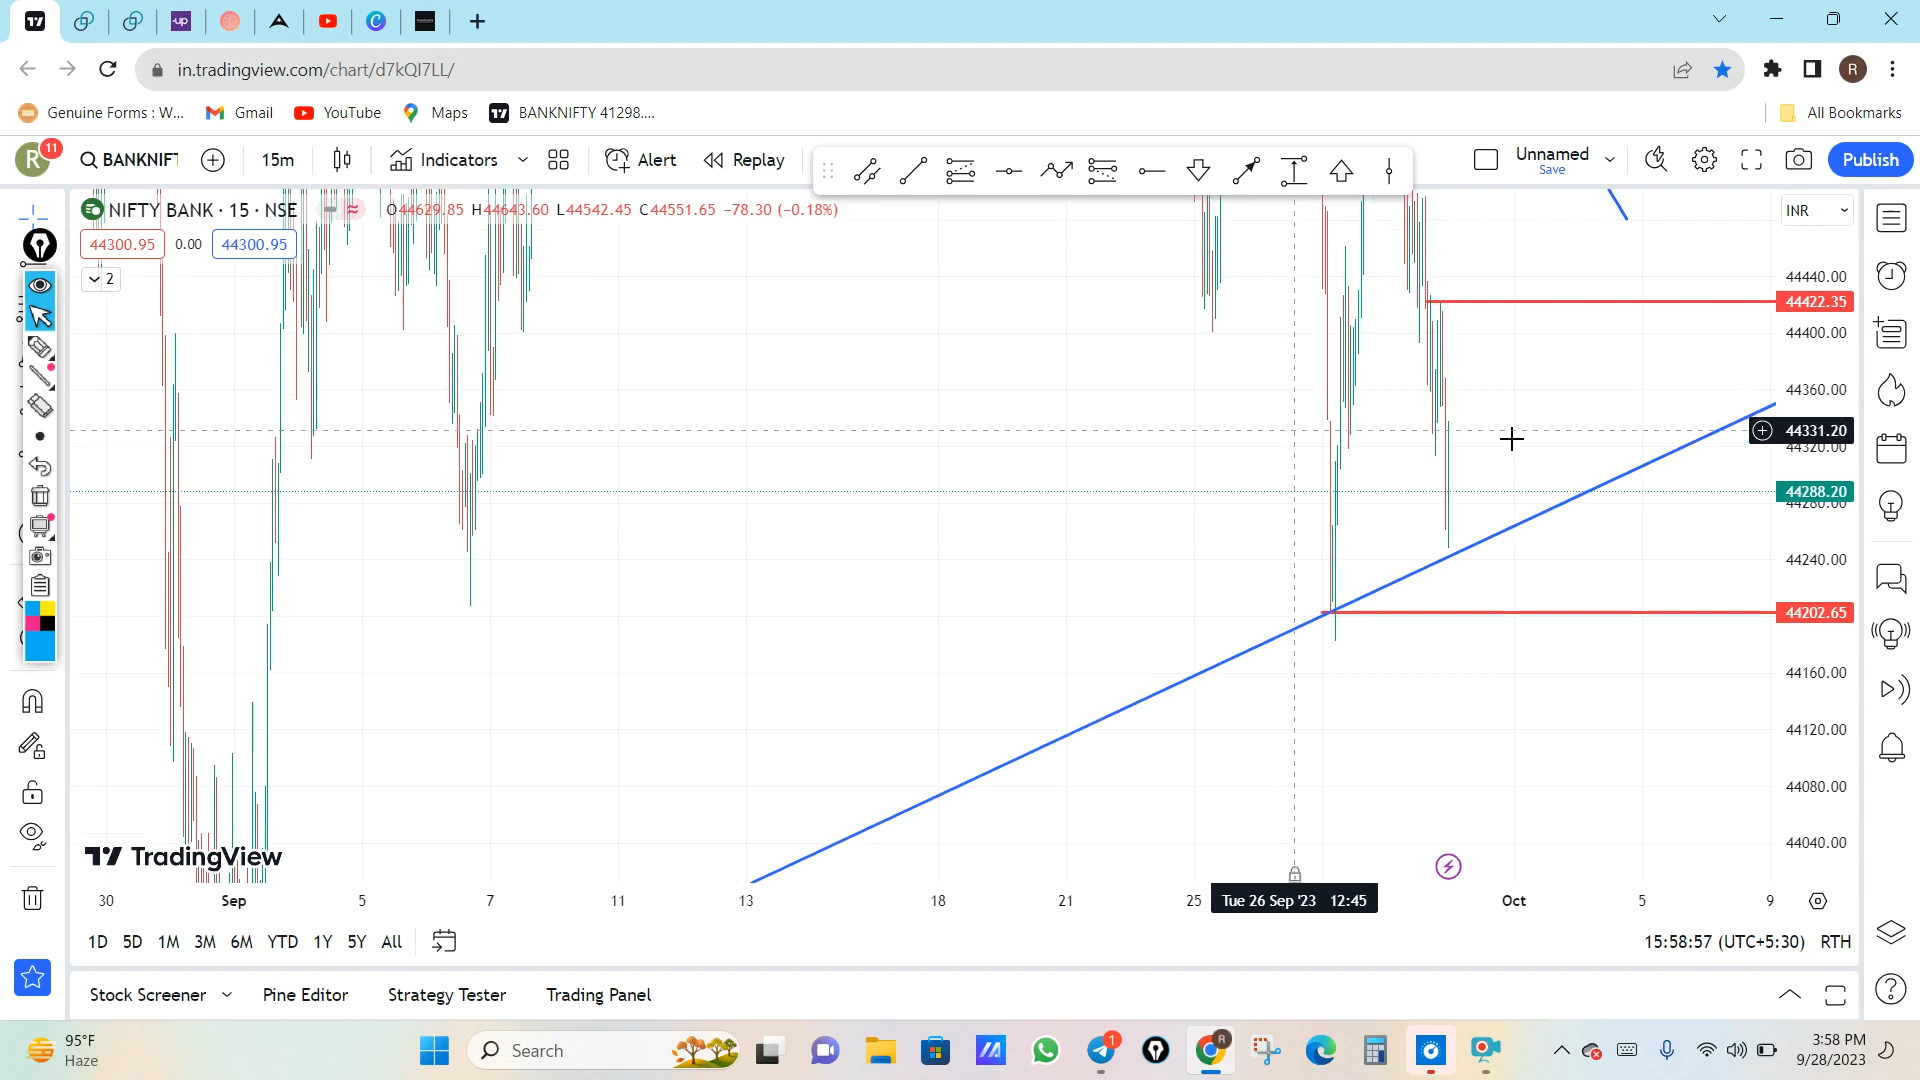 in.tradingview.com/chart/d7kQI7LL/
R
Genuine Forms : W...
Gmail
YouTube
Maps
BANKNIFTY 41298....
All Bookmarks
R
11
BANKNIFT
15m
Indicators
Alert
Replay
Unnamed
Save
Publish
NIFTY BANK · 15 · NSE
O44629.85 H44643.60 L44542.45 C44551.65 −78.30 (−0.18%)
INR
44300.95
0.00
44300.95
2
44440.00
44422.35
44400.00
44360.00
44331.20
44320.00
44288.20
44280.00
44240.00
44202.65
44160.00
44120.00
44080.00
44040.00
TradingView
30
Sep
5
7
11
13
18
21
25
Tue 26 Sep '23 12:45
Oct
5
9
1D
5D
1M
3M
6M
YTD
1Y
5Y
All
15:58:57 (UTC+5:30)
RTH
Stock Screener
Pine Editor
Strategy Tester
Trading Panel
95°F
Haze
Search
1
R
3:58 PM
9/28/2023